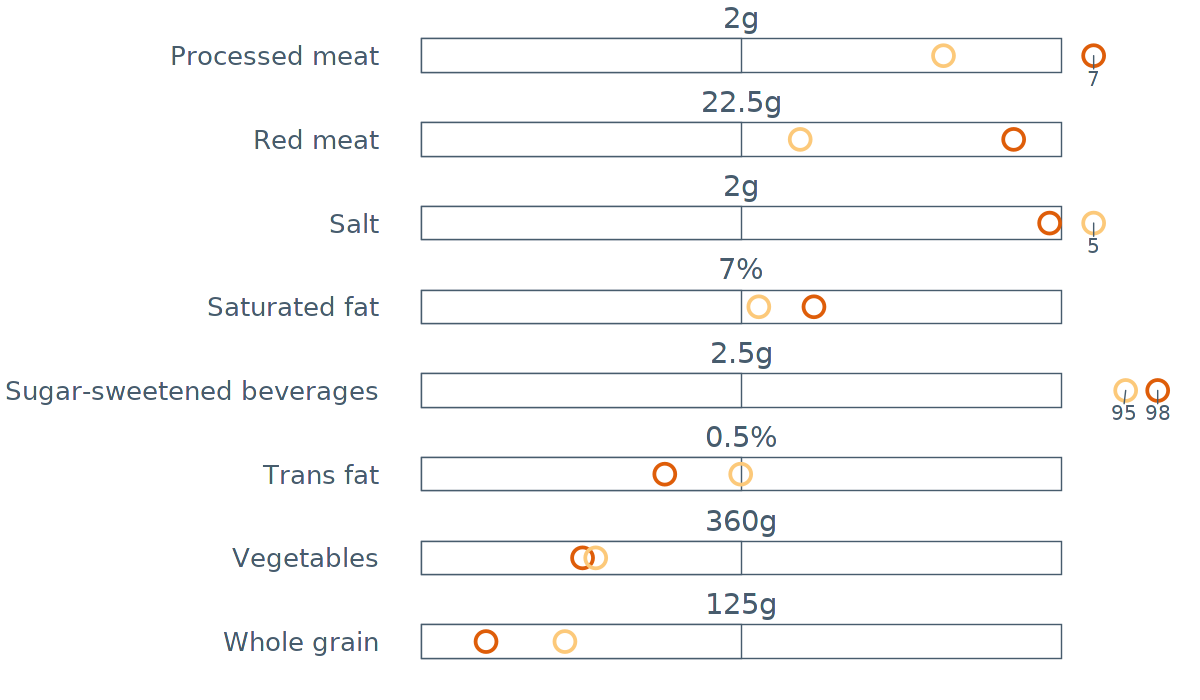 2g
Processed meat
7
22.5g
Red meat
2g
Salt
5
7%
Saturated fat
2.5g
Sugar-sweetened beverages
95 98
0.5%
Trans fat
360g
Vegetables
125g
Whole grain